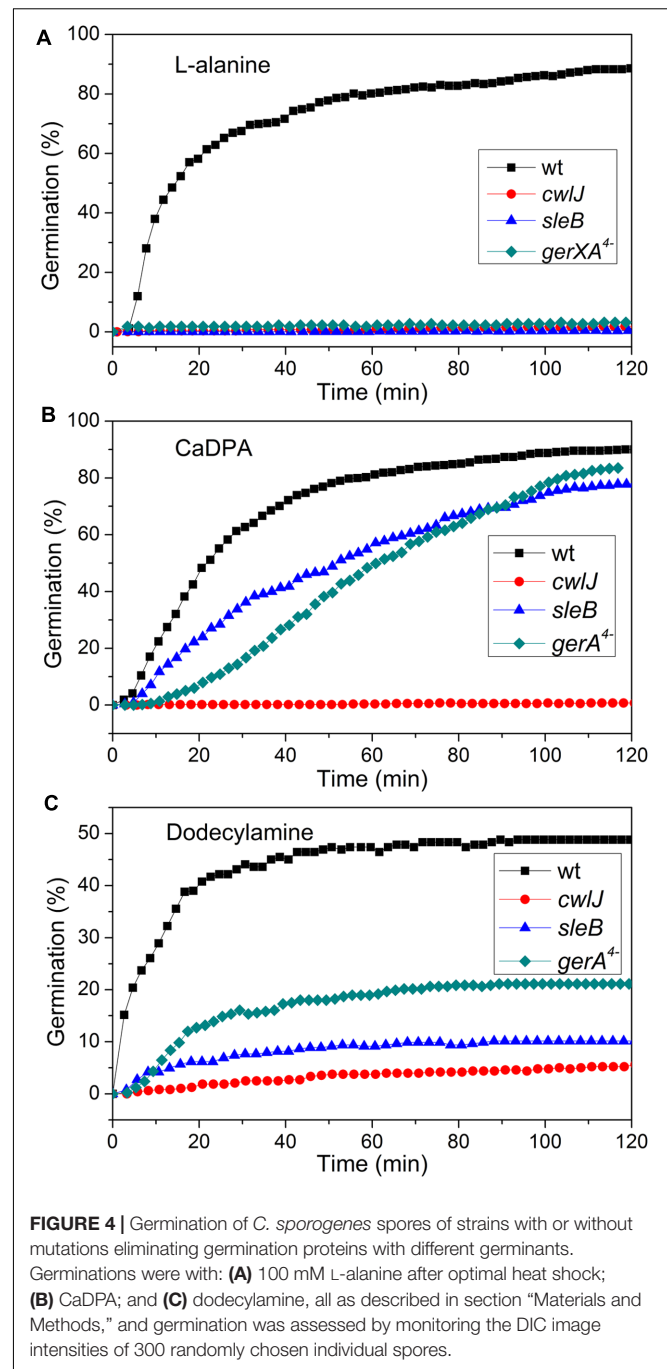 A
L-alanine
100
80
60
40
20
0
Germination (%)
wt
cwlJ
sleB
gerXA4-
0 20 40 60 80 100 120
Time (min)
B
CaDPA
100
80
60
40
20
0
Germination (%)
wt
cwlJ
sleB
gerA4-
0 20 40 60 80 100 120
Time (min)
C
Dodecylamine
50
40
30
20
10
0
Germination (%)
wt
cwlJ
sleB
gerA4-
0 20 40 60 80 100 120
Time (min)
FIGURE 4 | Germination of C. sporogenes spores of strains with or without
mutations eliminating germination proteins with different germinants.
Germinations were with: (A) 100 mM L-alanine after optimal heat shock;
(B) CaDPA; and (C) dodecylamine, all as described in section “Materials and
Methods,” and germination was assessed by monitoring the DIC image
intensities of 300 randomly chosen individual spores.